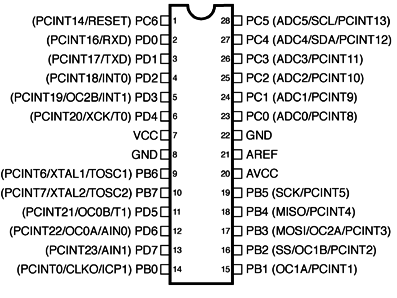 (PCINT14/RESET) PC6 1 28 PC5 (ADC5/SCL/PCINT13)
(PCINT16/RXD) PD0 2 27 PC4 (ADC4/SDA/PCINT12)
(PCINT17/TXD) PD1 3 26 PC3 (ADC3/PCINT11)
(PCINT18/INT0) PD2 4 25 PC2 (ADC2/PCINT10)
(PCINT19/OC2B/INT1) PD3 5 24 PC1 (ADC1/PCINT9)
(PCINT20/XCK/T0) PD4 6 23 PC0 (ADC0/PCINT8)
VCC 7 22 GND
GND 8 21 AREF
(PCINT6/XTAL1/TOSC1) PB6 9 20 AVCC
(PCINT7/XTAL2/TOSC2) PB7 10 19 PB5 (SCK/PCINT5)
(PCINT21/OC0B/T1) PD5 11 18 PB4 (MISO/PCINT4)
(PCINT22/OC0A/AIN0) PD6 12 17 PB3 (MOSI/OC2A/PCINT3)
(PCINT23/AIN1) PD7 13 16 PB2 (SS/OC1B/PCINT2)
(PCINT0/CLKO/ICP1) PB0 14 15 PB1 (OC1A/PCINT1)